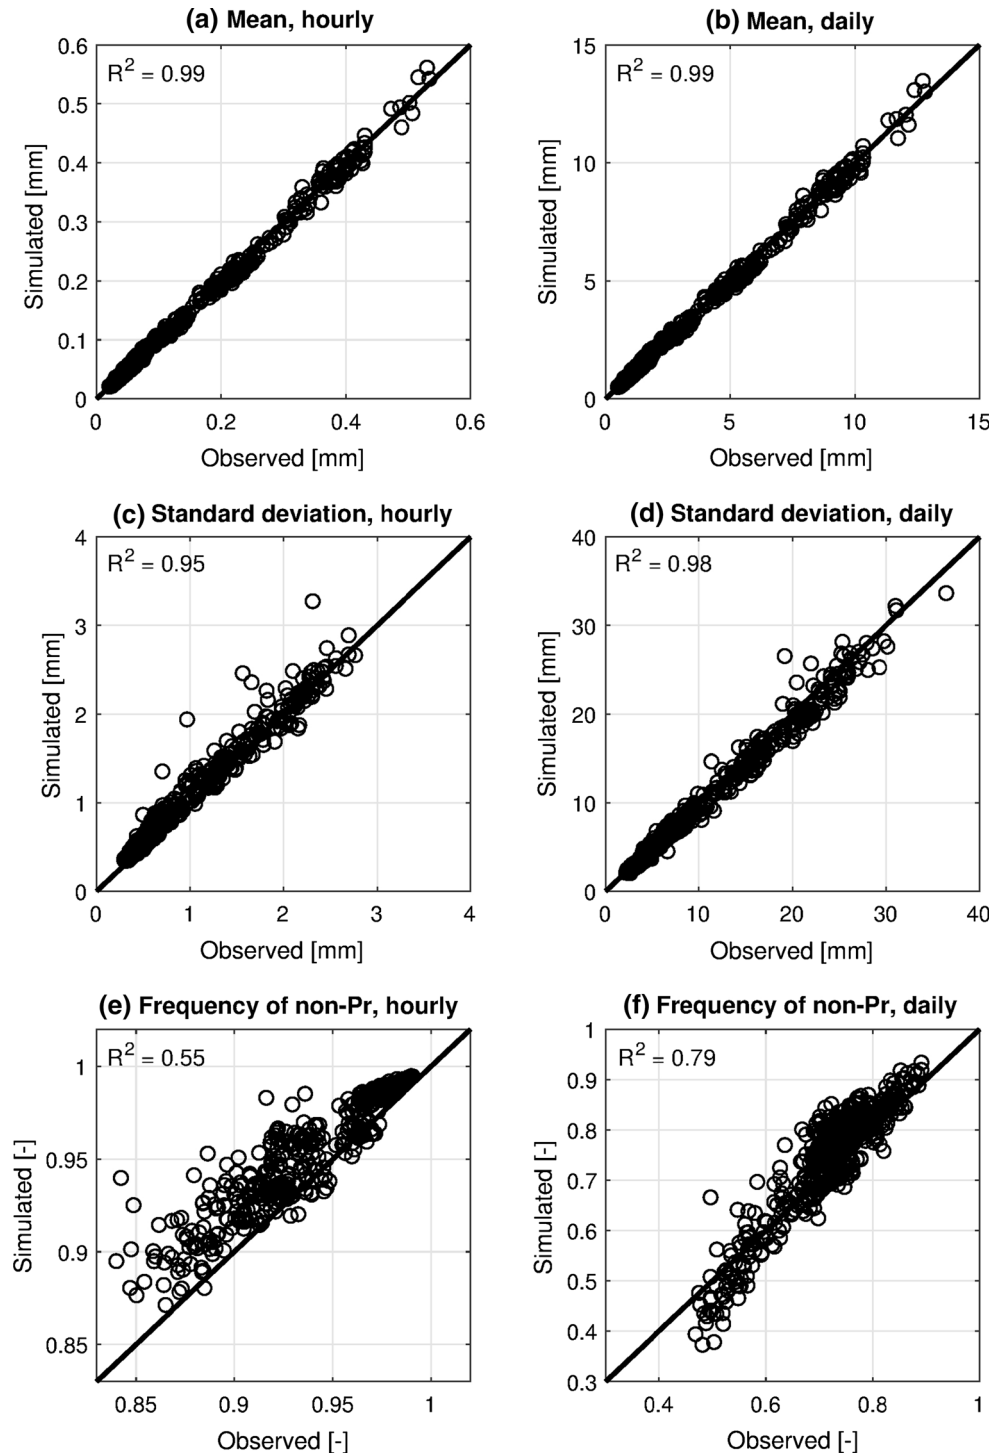 (a) Mean, hourly
(b) Mean, daily
0.6
0.5
0.4
0.3
0.2
0.1
0
R² = 0.99
Simulated [mm]
0
0.2
0.4
0.6
Observed [mm]
15
10
5
0
R² = 0.99
Simulated [mm]
0
5
10
15
Observed [mm]
(c) Standard deviation, hourly
(d) Standard deviation, daily
4
3
2
1
0
R² = 0.95
Simulated [mm]
0
1
2
3
4
Observed [mm]
40
30
20
10
0
R² = 0.98
Simulated [mm]
0
10
20
30
40
Observed [mm]
(e) Frequency of non-Pr, hourly
(f) Frequency of non-Pr, daily
1
0.95
0.9
0.85
R² = 0.55
Simulated [-]
0.85
0.9
0.95
1
Observed [-]
1
0.9
0.8
0.7
0.6
0.5
0.4
0.3
R² = 0.79
Simulated [-]
0.4
0.6
0.8
1
Observed [-]